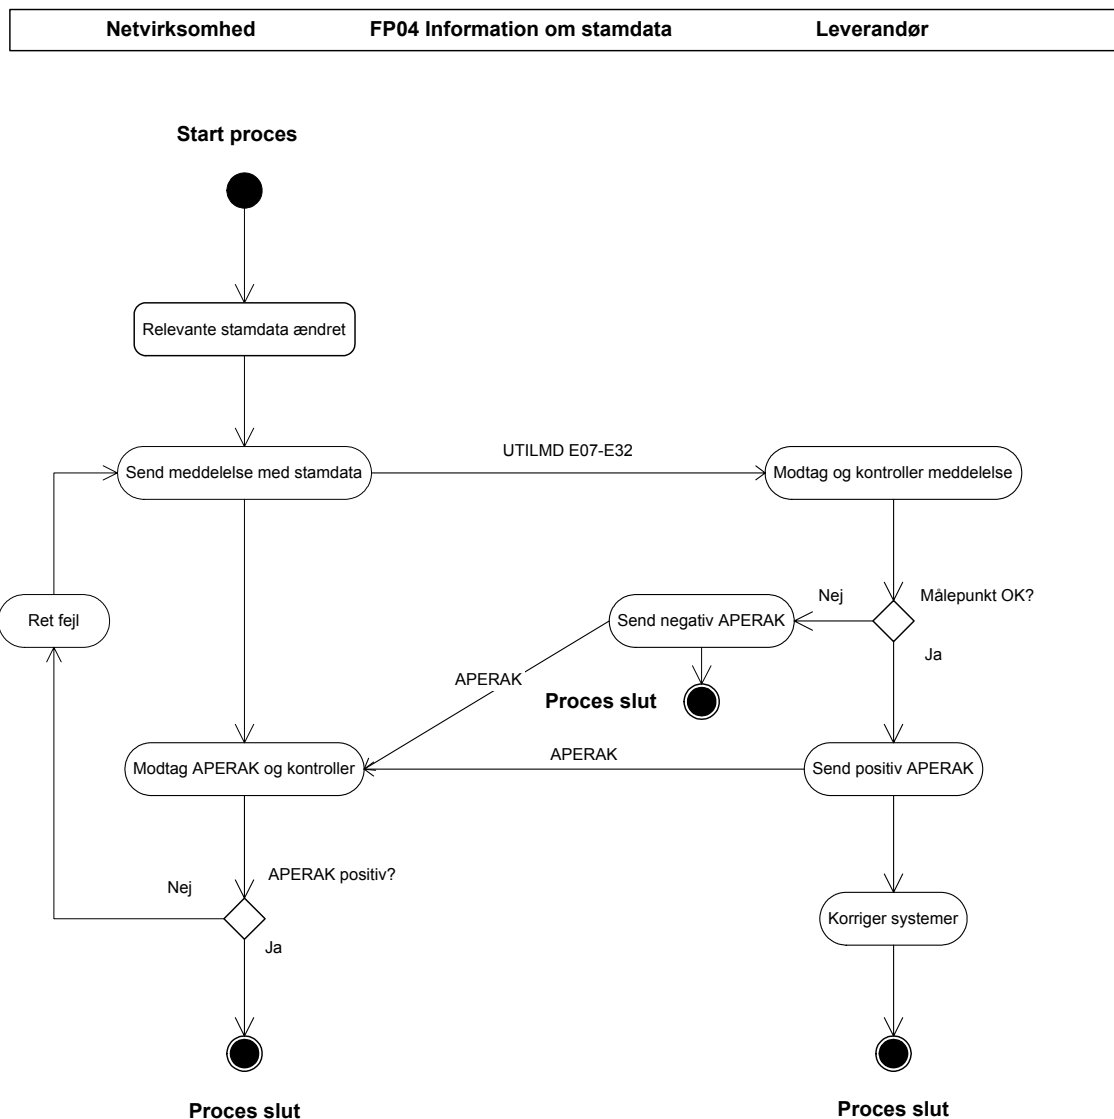 Netvirksomhed FP04 Information om stamdata Leverandør
Start proces
Relevante stamdata ændret
UTILMD E07-E32
Send meddelelse med stamdata
Modtag og kontroller meddelelse
Nej
Målepunkt OK?
Ret fejl
Send negativ APERAK
Ja
APERAK
Proces slut
APERAK
Modtag APERAK og kontroller
Send positiv APERAK
APERAK positiv?
Nej
Korriger systemer
Ja
Proces slut
Proces slut